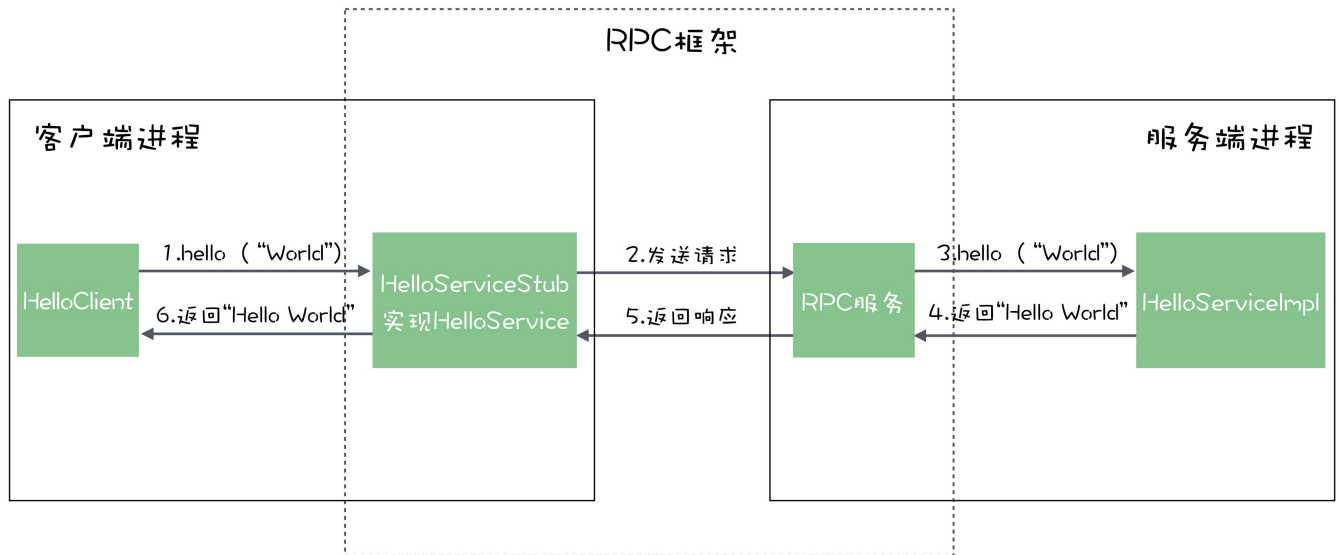 RPC框架
客户端进程
服务端进程
1.hello（“World”)
2.发送请求
3.hello（“World”)
HelloClient
HelloServiceStub
实现HelloService
RPC服务
HelloServiceImpl
6.返回“Hello World”
5.返回响应
4.返回“Hello World”